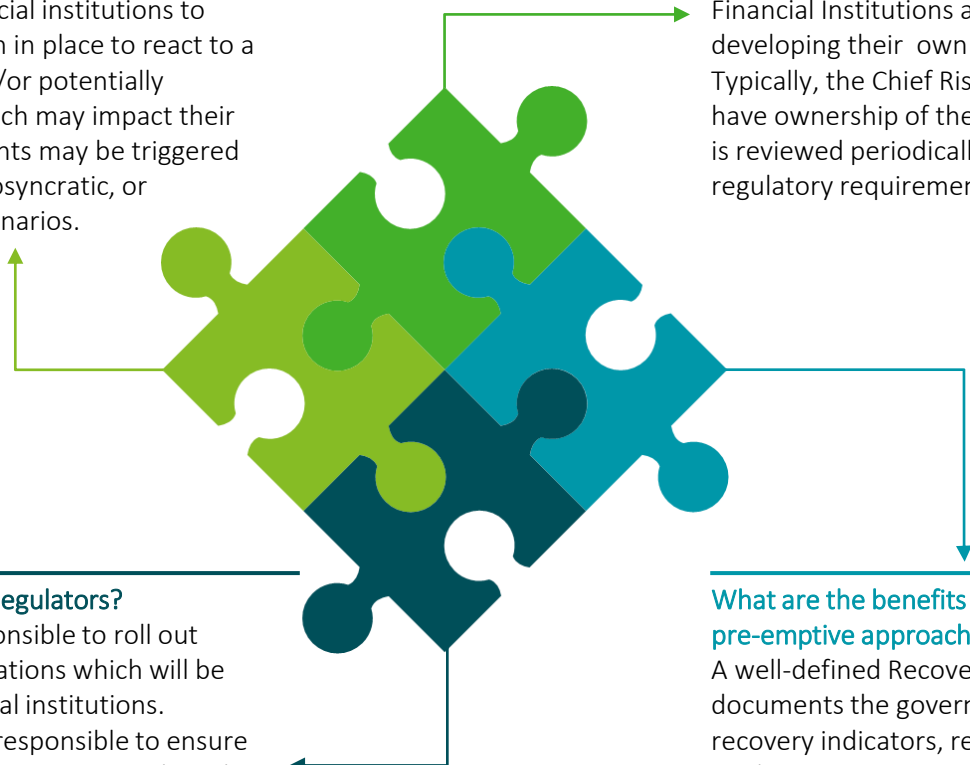 cial institutions to
n in place to react to a
/or potentially
ch may impact their
nts may be triggered
osyncratic, or
narios.
Financial Institutions a
developing their own
Typically, the Chief Ris
have ownership of the
is reviewed periodicall
regulatory requiremen
egulators?
onsible to roll out
ations which will be
al institutions.
responsible to ensure
What are the benefits
pre-emptive approach
A well-defined Recove
documents the govern
recovery indicators, re